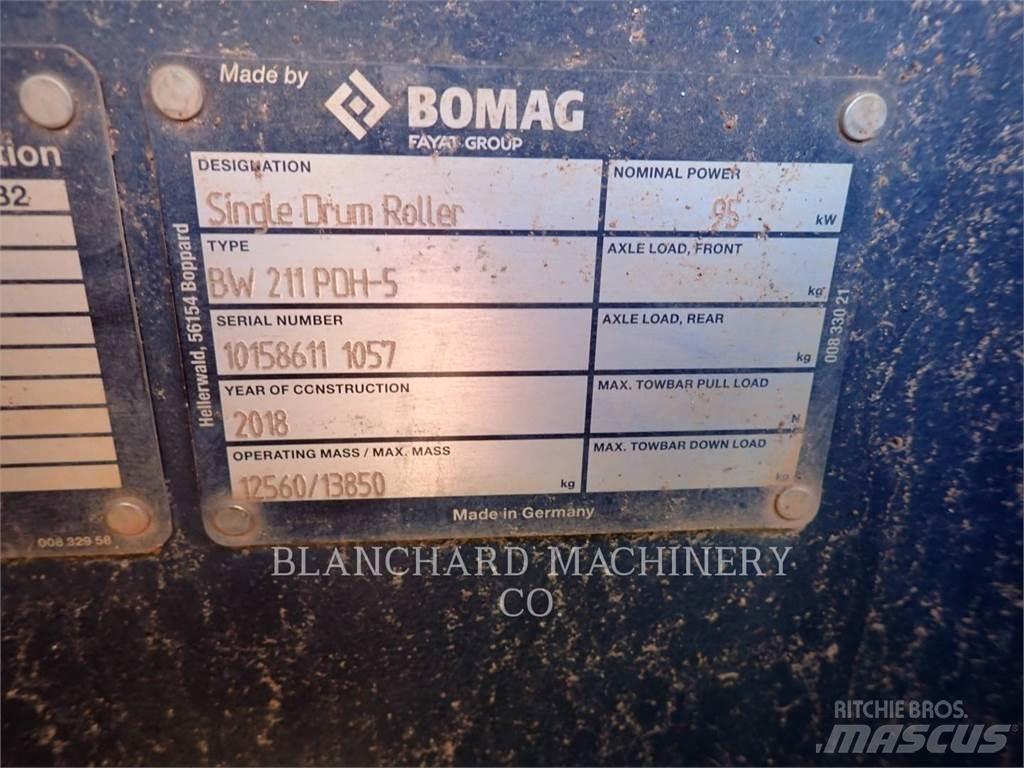 tion
32
008 329 58
Made by BOMAG
FAYAT GROUP
Hellerwald, 56154 Boppard
DESIGNATION
Single Drum Roller
NOMINAL POWER
95 kW
TYPE
BW 211 PDH-5
AXLE LOAD, FRONT
kg
SERIAL NUMBER
10158611 1057
AXLE LOAD, REAR
kg
YEAR OF CONSTRUCTION
2018
MAX. TOWBAR PULL LOAD
N
OPERATING MASS / MAX. MASS
12560/13850 kg
MAX. TOWBAR DOWN LOAD
kg
008 330 21
Made in Germany
BLANCHARD MACHINERY
CO
RITCHIE BROS.
MASCUS